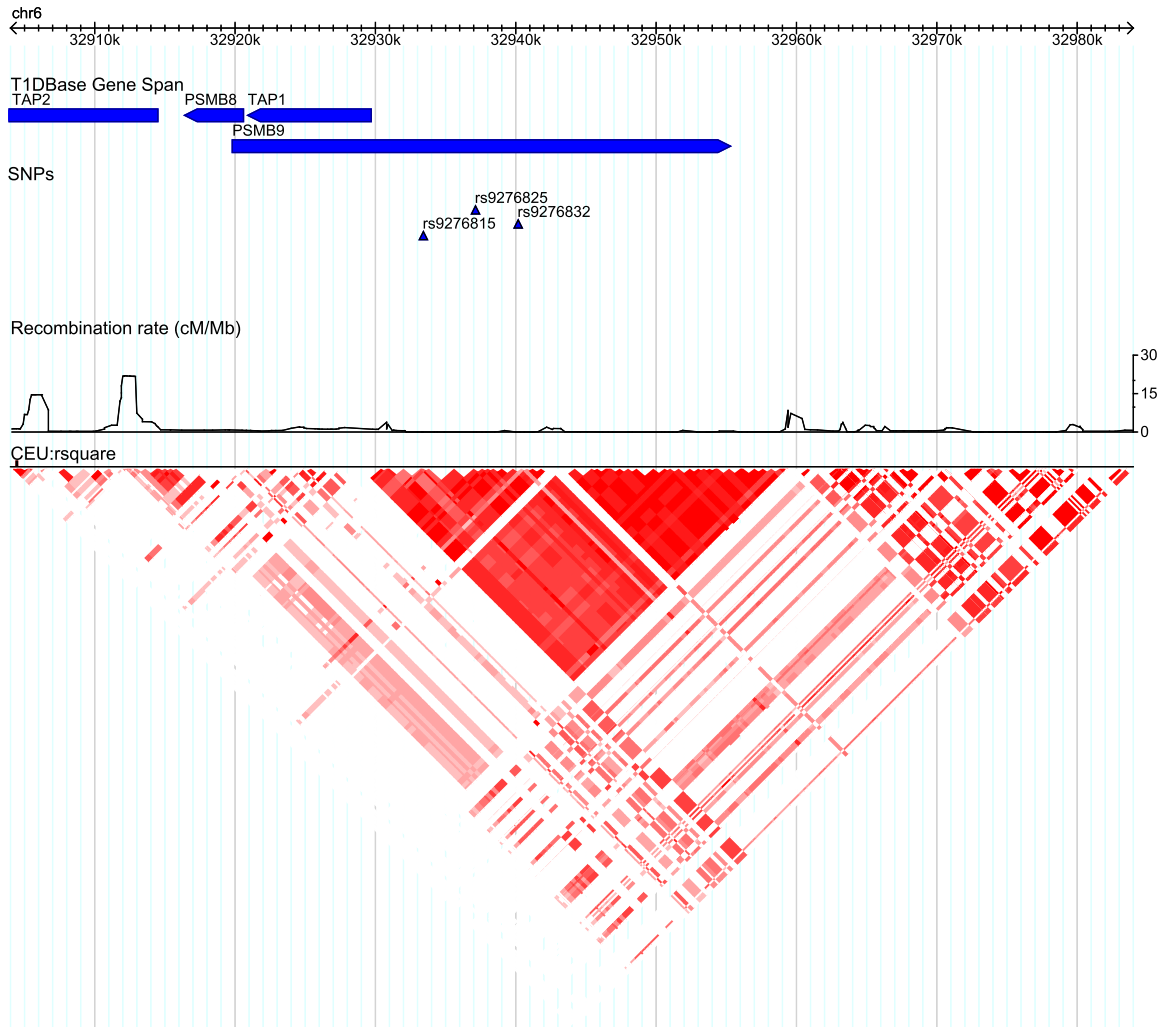 chr6
32910k 32920k 32930k 32940k 32950k 32960k 32970k 32980k
T1DBase Gene Span
TAP2 PSMB8 TAP1
PSMB9
SNPs
rs9276825
rs9276832
rs9276815
Recombination rate (cM/Mb)
30
15
0
CEU:rsquare